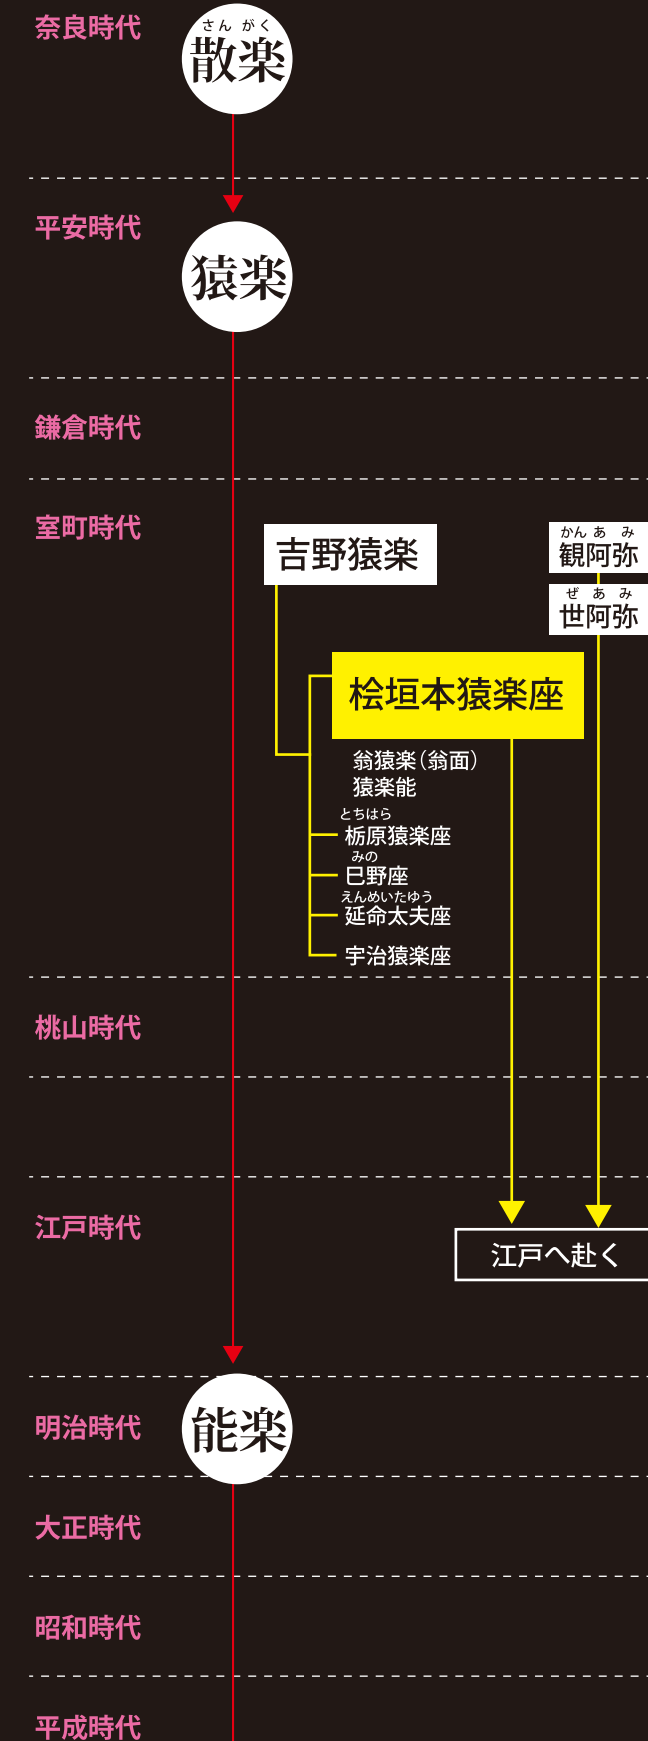 奈良時代
さん がく
散楽
平安時代
猿楽
鎌倉時代
室町時代
吉野猿楽
かん あ み
観阿弥
ぜ あ み
世阿弥
桧垣本猿楽座
翁猿楽（翁面）
猿楽能
とちはら
栃原猿楽座
みの
巳野座
えんめいたゆう
延命太夫座
宇治猿楽座
桃山時代
江戸時代
江戸へ赴く
明治時代
能楽
大正時代
昭和時代
平成時代